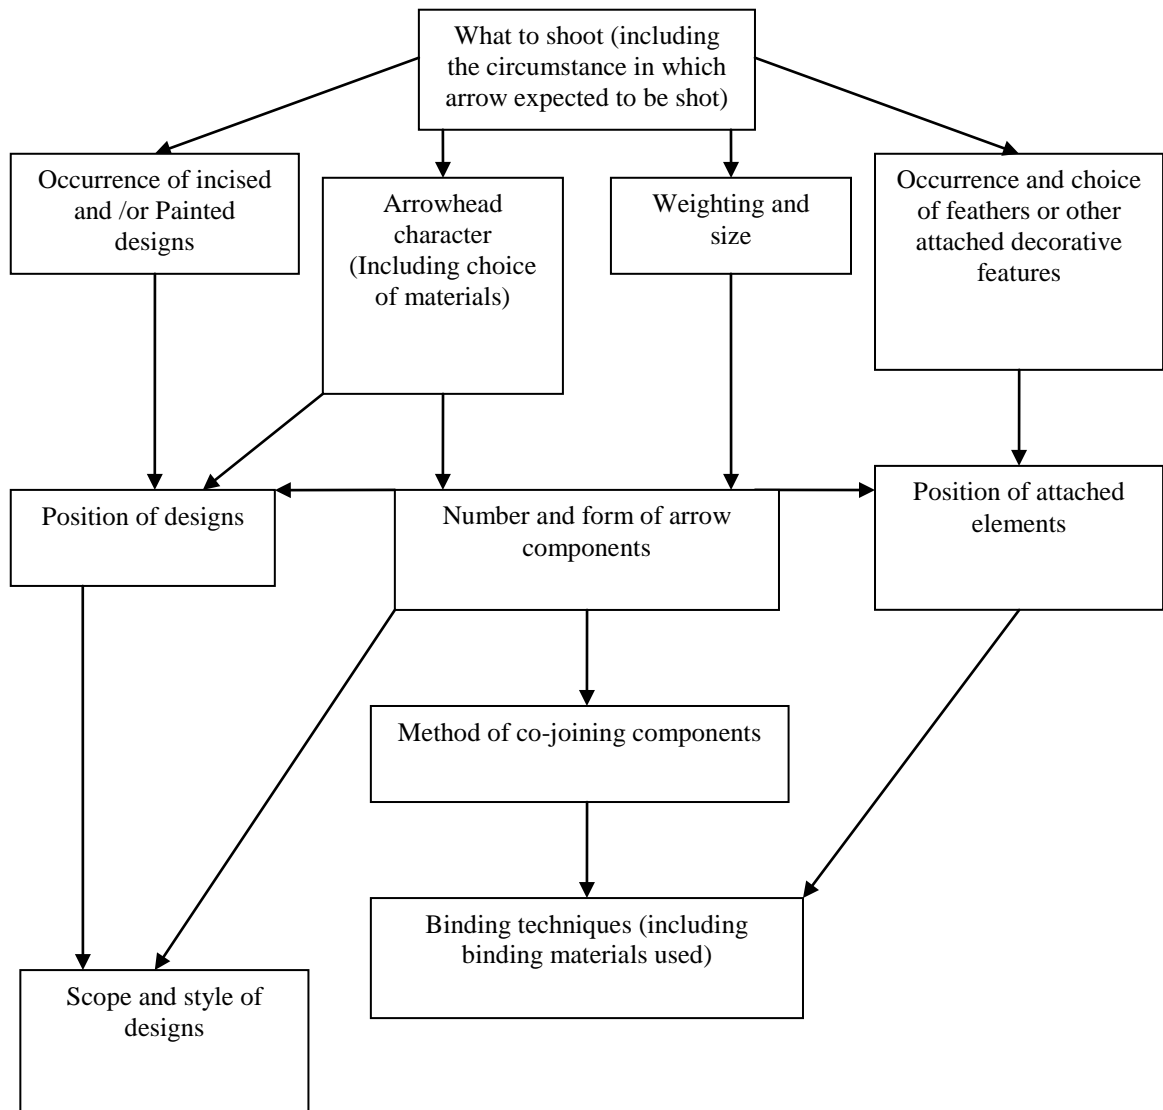 What to shoot (including
the circumstance in which
arrow expected to be shot)
Occurrence of incised
and /or Painted
designs
Arrowhead
character
(Including choice
of materials)
Weighting and
size
Occurrence and choice
of feathers or other
attached decorative
features
Position of designs
Number and form of arrow
components
Position of attached
elements
Method of co-joining components
Binding techniques (including
binding materials used)
Scope and style of
designs